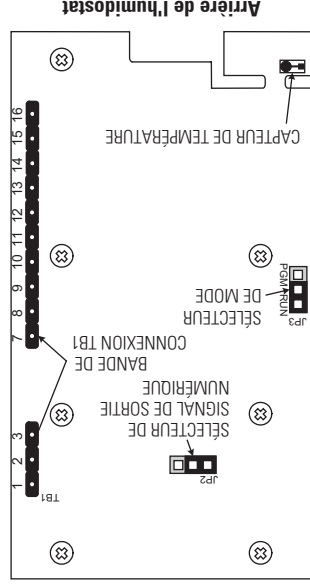 TB1
1 2 3 7 8 9 10 11 12 13 14 15 16
BANDE DE
CONNEXION TB1
JP2
SÉLECTEUR DE
SIGNAL DE SORTIE
NUMÉRIQUE
JP3
PGM RUN
SÉLECTEUR
DE MODE
CAPTEUR DE TEMPÉRATURE
Arrière de l'humidostat